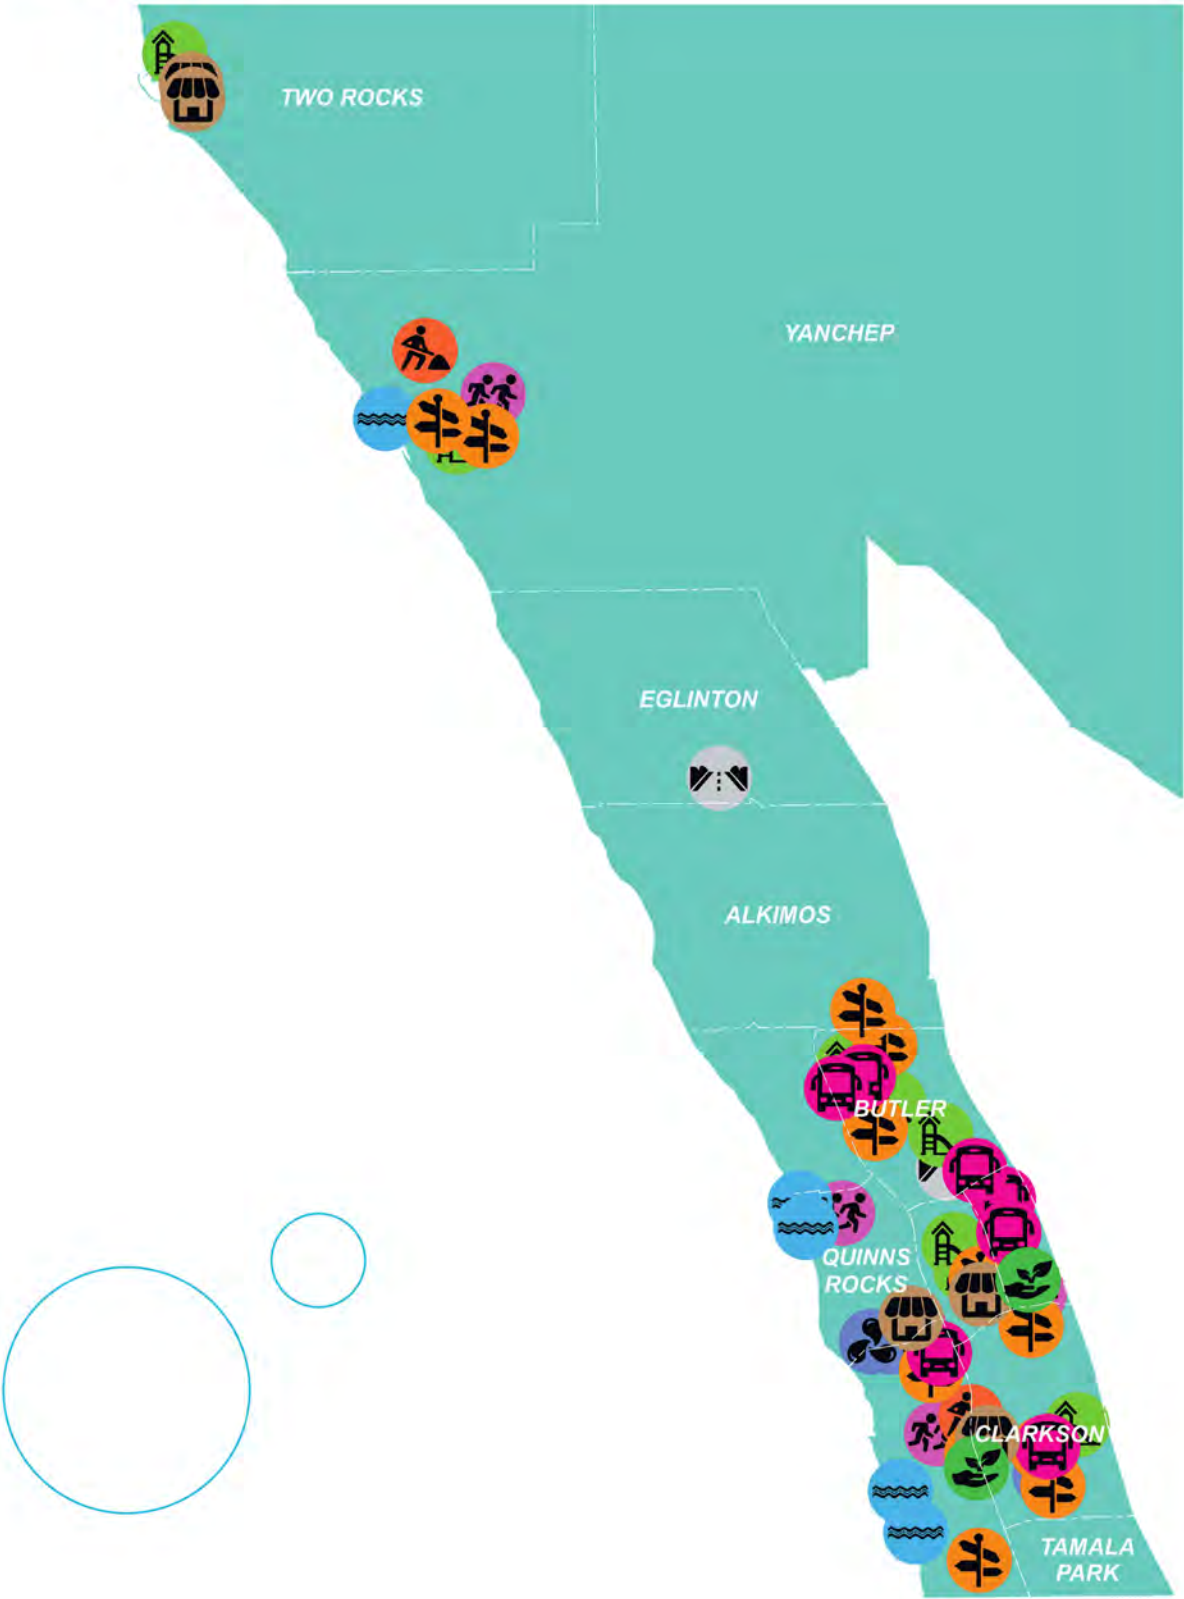 TWO ROCKS
YANCHEP
EGLINTON
ALKIMOS
BUTLER
QUINNS
ROCKS
CLARKSON
TAMALA
PARK